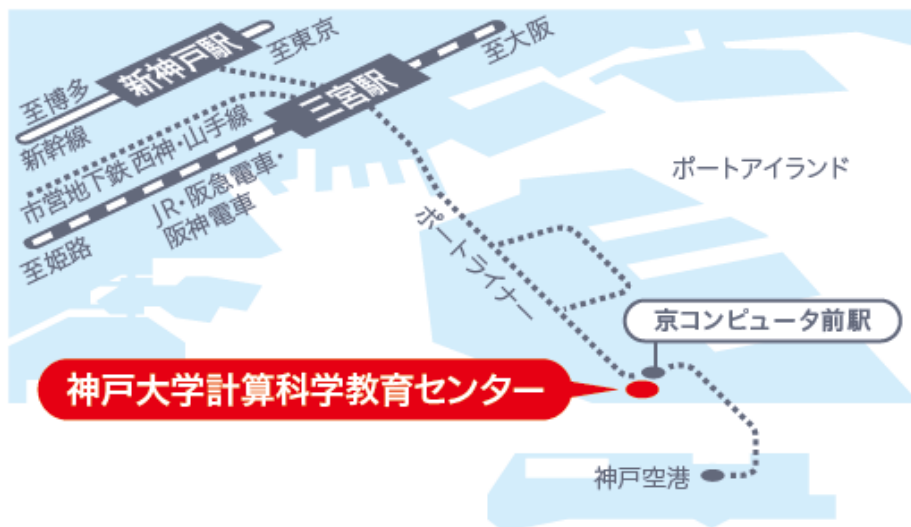 至東京
新神戸駅
至博多
新幹線
至大阪
三宮駅
市営地下鉄 西神・山手線
JR・阪急電車・
阪神電車
至姫路
ポートアイランド
ポートライナー
京コンピュータ前駅
神戸大学計算科学教育センター
神戸空港